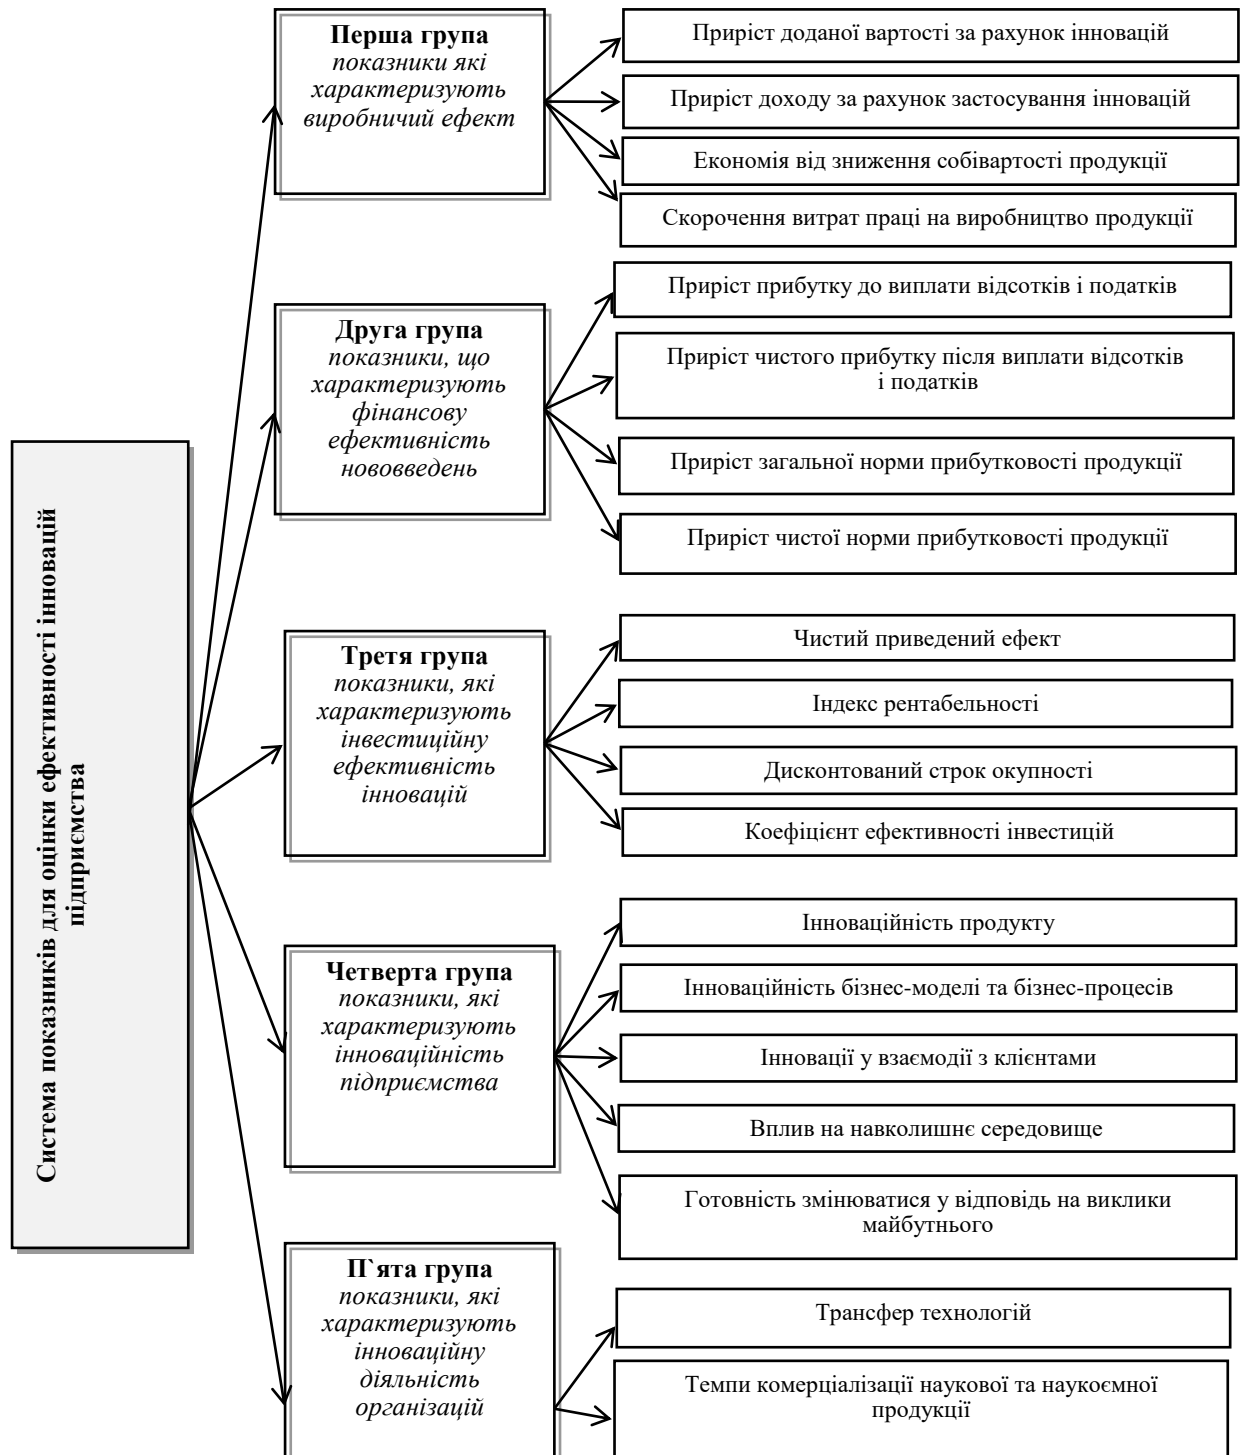 Система показників для оцінки ефективності інновацій
підприємства
Перша група
показники які
характеризують
виробничий ефект
Приріст доданої вартості за рахунок інновацій
Приріст доходу за рахунок застосування інновацій
Економія від зниження собівартості продукції
Скорочення витрат праці на виробництво продукції
Друга група
показники, що
характеризують
фінансову
ефективність
нововведень
Приріст прибутку до виплати відсотків і податків
Приріст чистого прибутку після виплати відсотків
і податків
Приріст загальної норми прибутковості продукції
Приріст чистої норми прибутковості продукції
Третя група
показники, які
характеризують
інвестиційну
ефективність
інновацій
Чистий приведений ефект
Індекс рентабельності
Дисконтований строк окупності
Коефіцієнт ефективності інвестицій
Четверта група
показники, які
характеризують
інноваційність
підприємства
Інноваційність продукту
Інноваційність бізнес-моделі та бізнес-процесів
Інновації у взаємодії з клієнтами
Вплив на навколишнє середовище
Готовність змінюватися у відповідь на виклики
майбутнього
П`ята група
показники, які
характеризують
інноваційну
діяльність
організацій
Трансфер технологій
Темпи комерціалізації наукової та наукоємної
продукції